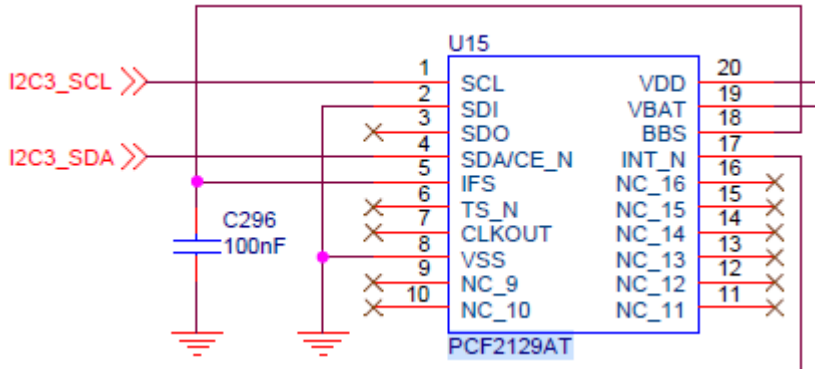 U15
I2C3_SCL
1 SCL VDD 20
2 SDI VBAT 19
3 SDO BBS 18
I2C3_SDA
4 SDA/CE_N INT_N 17
5 IFS NC_16 16
6 TS_N NC_15 15
7 CLKOUT NC_14 14
8 VSS NC_13 13
9 NC_9 NC_12 12
10 NC_10 NC_11 11
C296
100nF
PCF2129AT